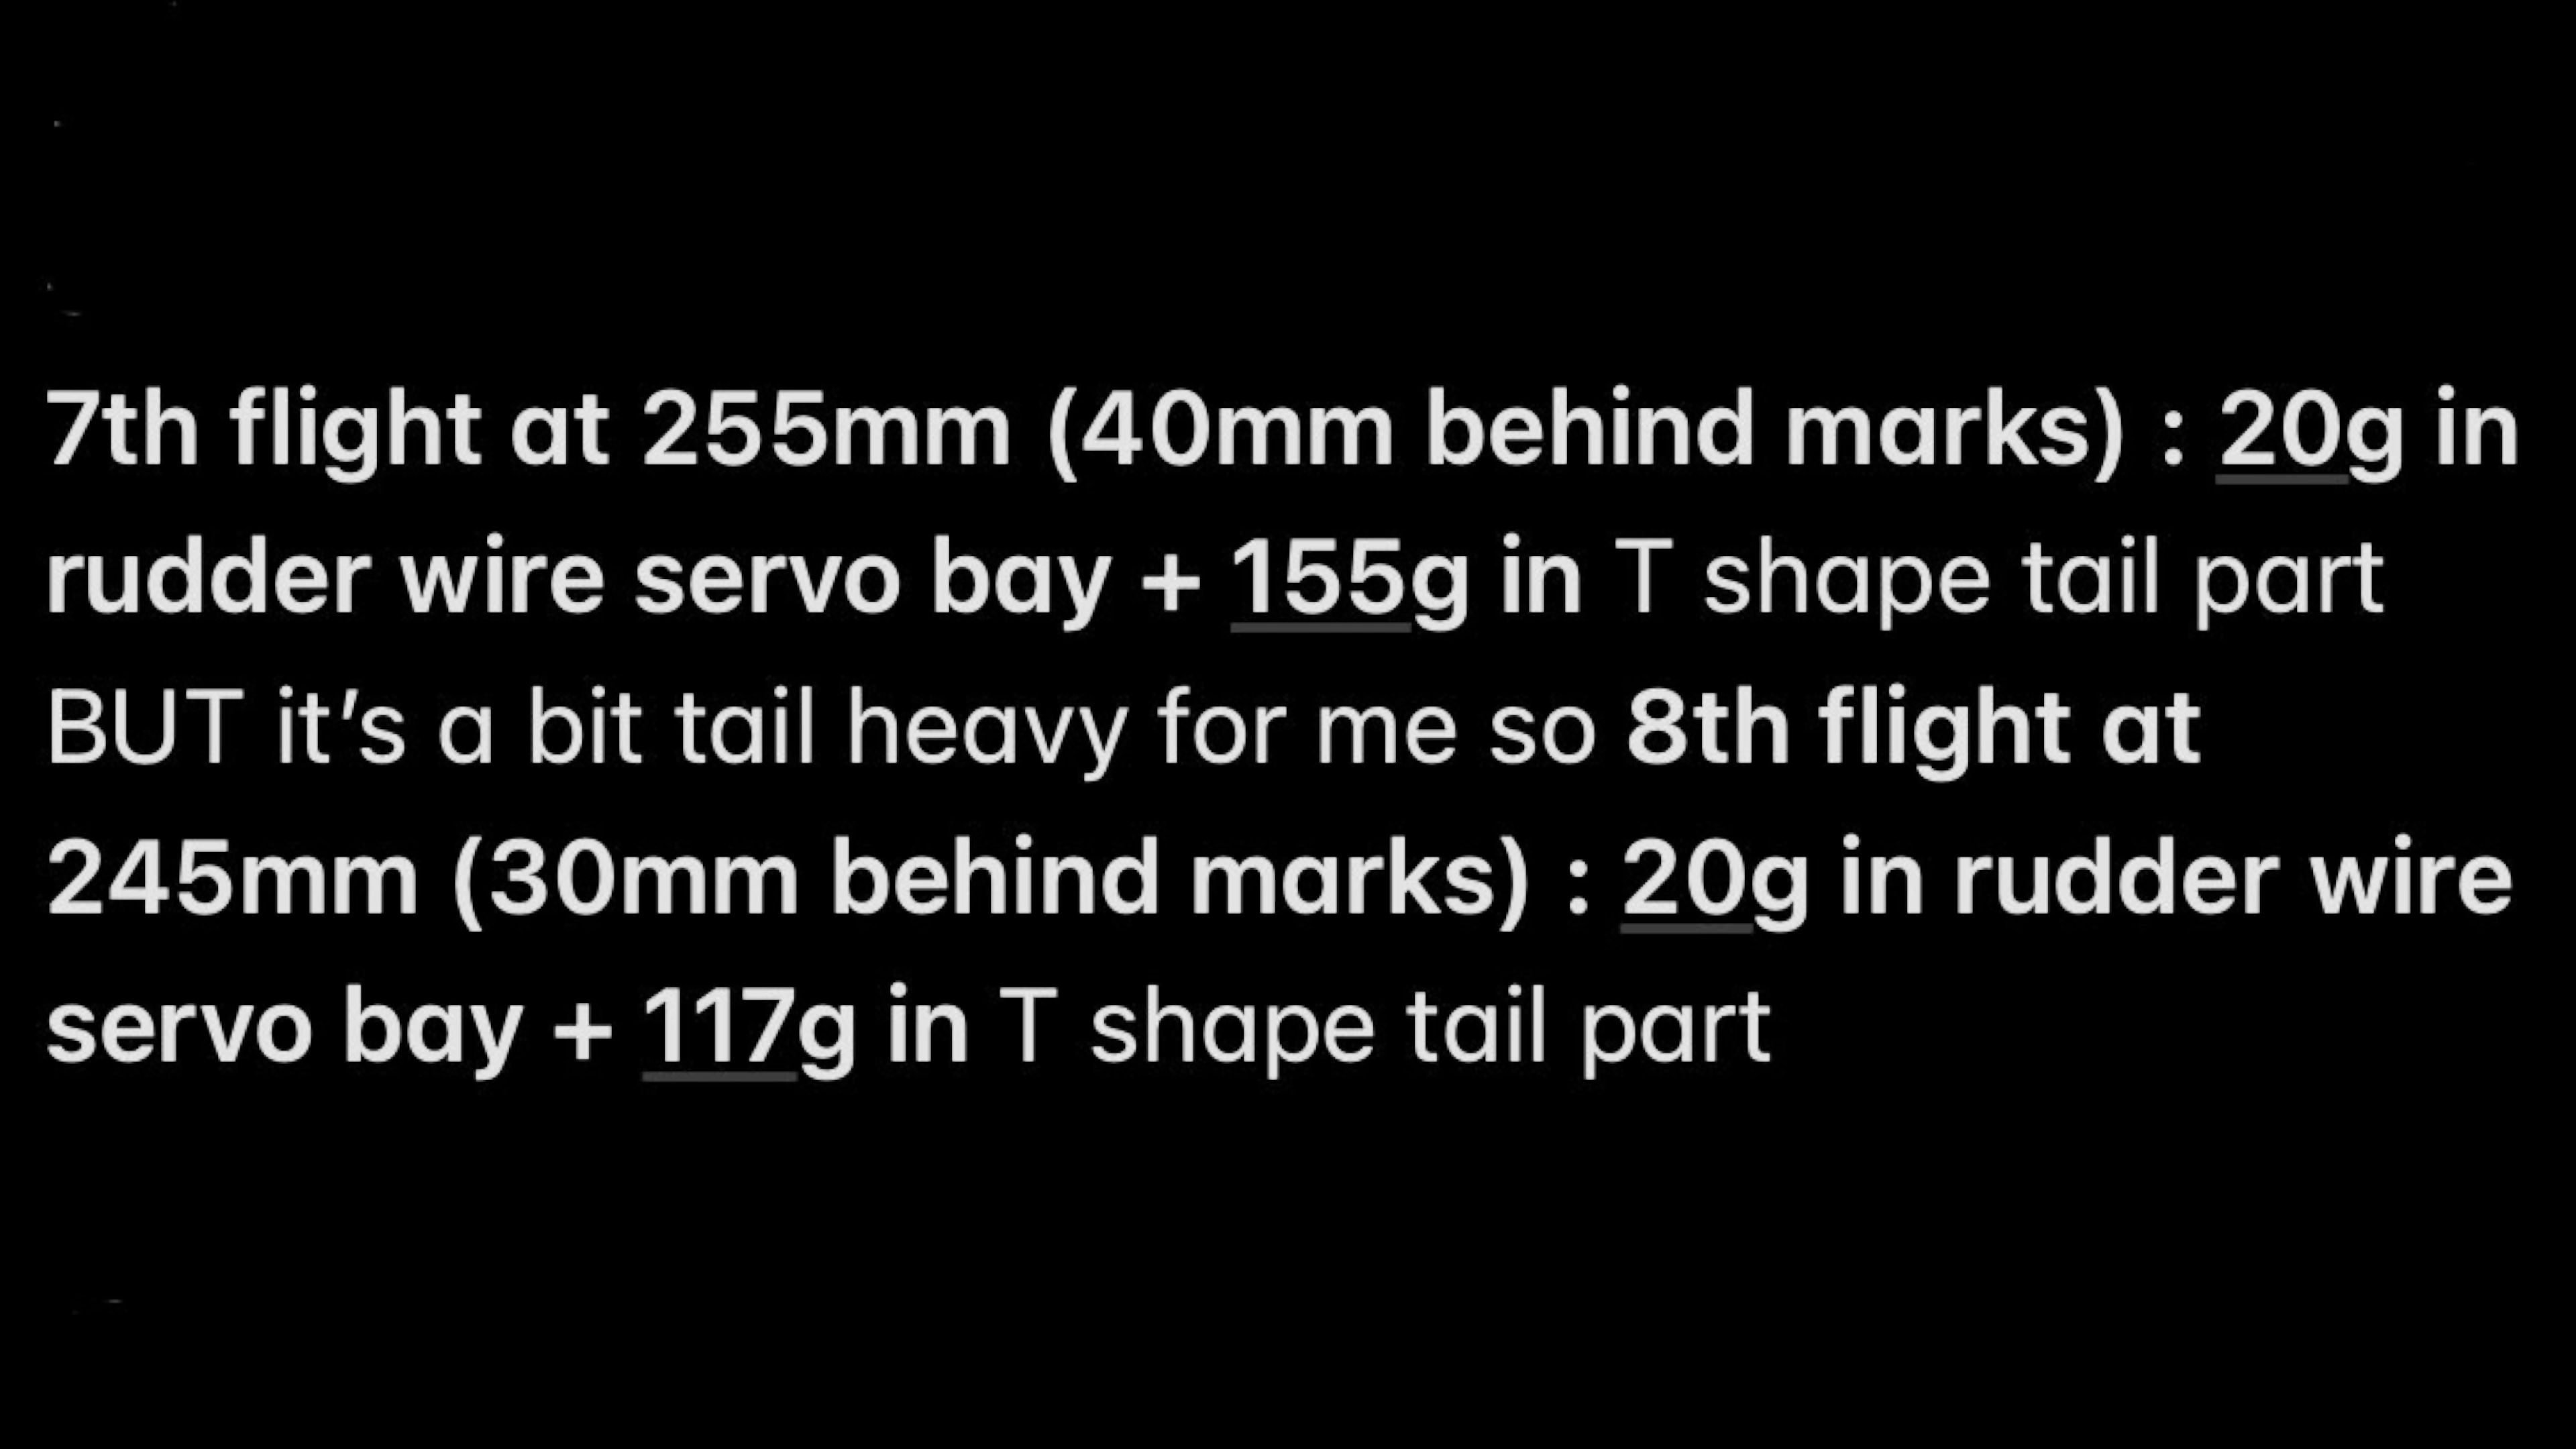 7th flight at 255mm (40mm behind marks) : 20g in
rudder wire servo bay + 155g in T shape tail part
BUT it’s a bit tail heavy for me so 8th flight at
245mm (30mm behind marks) : 20g in rudder wire
servo bay + 117g in T shape tail part